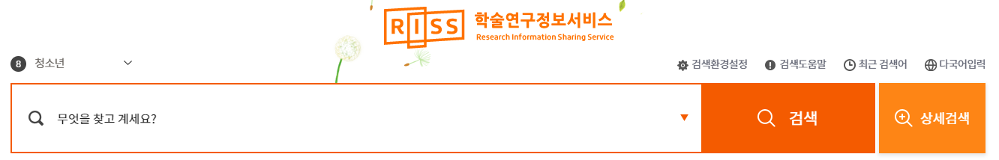 RISS 학술연구정보서비스
Research Information Sharing Service
8 청소년
검색환경설정 검색도움말 최근 검색어 다국어입력
무엇을 찾고 계세요? 검색 상세검색